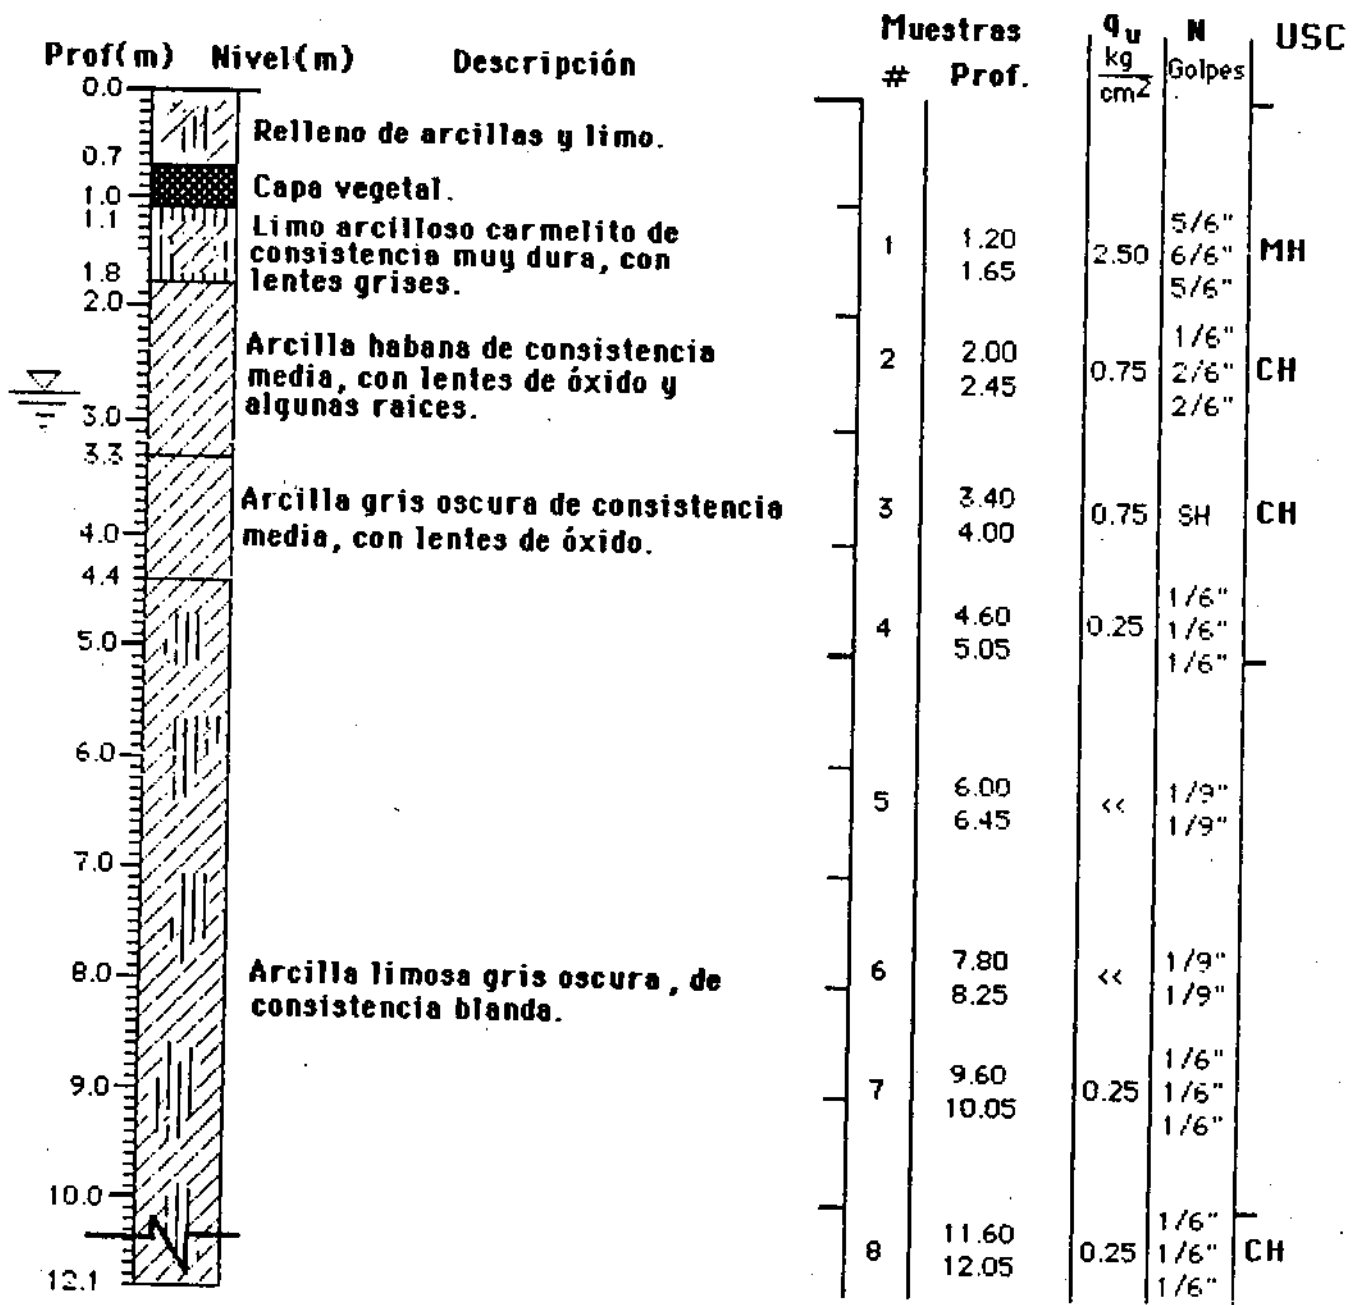 Prof(m) Nivel(m) Descripción Muestras # Prof. qu kg/cm2 N Golpes USC
0.0
Relleno de arcillas y limo.
0.7
Capa vegetal.
1.0
1.1
Limo arcilloso carmelito de
consistencia muy dura, con
lentes grises.
1 1.20 1.65 2.50 5/6" 6/6" 5/6" MH
1.8
2.0
Arcilla habana de consistencia
media, con lentes de óxido y
algunas raices.
2 2.00 2.45 0.75 1/6" 2/6" 2/6" CH
3.0
3.3
Arcilla gris oscura de consistencia
media, con lentes de óxido.
3 3.40 4.00 0.75 SH CH
4.0
4.4
4 4.60 5.05 0.25 1/6" 1/6" 1/6"
5.0
6.0
5 6.00 6.45 << 1/9" 1/9"
7.0
8.0
Arcilla limosa gris oscura, de
consistencia blanda.
6 7.80 8.25 << 1/9" 1/9"
9.0
7 9.60 10.05 0.25 1/6" 1/6" 1/6"
10.0
8 11.60 12.05 0.25 1/6" 1/6" 1/6" CH
12.1